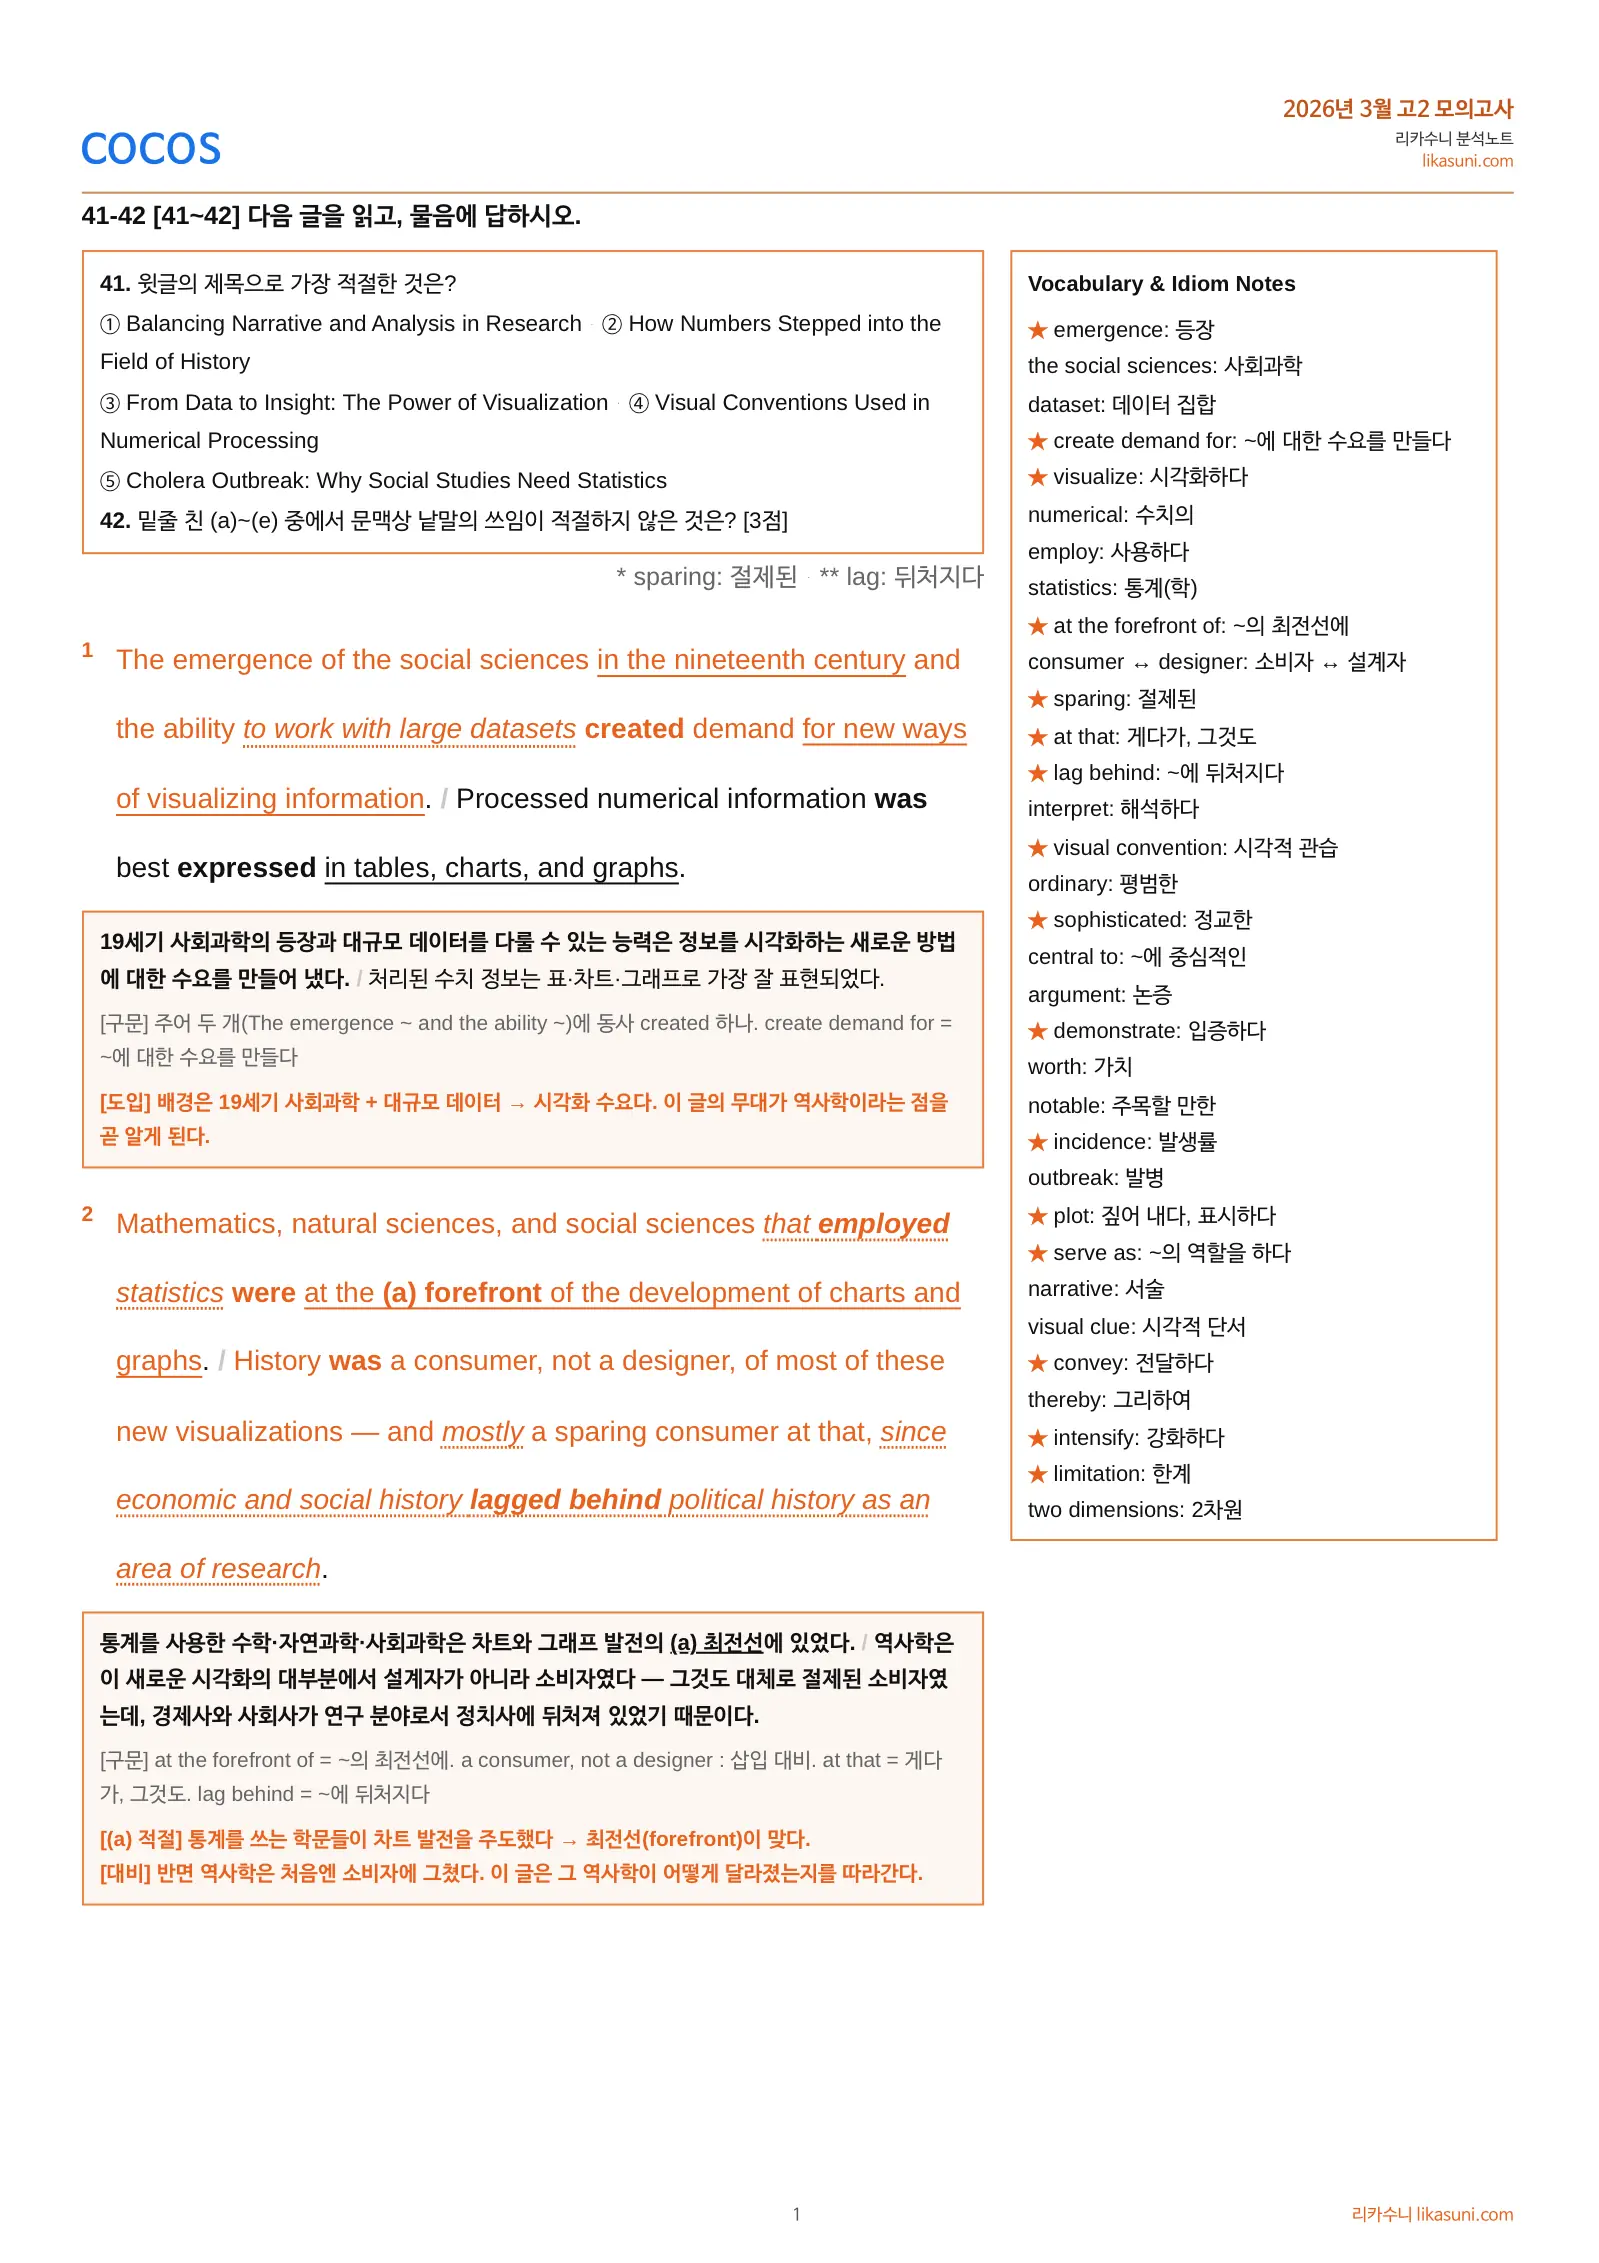 cocos
2026년 3월 고2 모의고사
리카수니 분석노트
likasuni.com
41-42 [41~42] 다음 글을 읽고, 물음에 답하시오.
41. 윗글의 제목으로 가장 적절한 것은?
① Balancing Narrative and Analysis in Research · ② How Numbers Stepped into the
Field of History
③ From Data to Insight: The Power of Visualization · ④ Visual Conventions Used in
Numerical Processing
⑤ Cholera Outbreak: Why Social Studies Need Statistics
42. 밑줄 친 (a)~(e) 중에서 문맥상 낱말의 쓰임이 적절하지 않은 것은? [3점]
* sparing: 절제된 · ** lag: 뒤처지다
1 The emergence of the social sciences in the nineteenth century and
the ability to work with large datasets created demand for new ways
of visualizing information. / Processed numerical information was
best expressed in tables, charts, and graphs.
19세기 사회과학의 등장과 대규모 데이터를 다룰 수 있는 능력은 정보를 시각화하는 새로운 방법
에 대한 수요를 만들어 냈다. / 처리된 수치 정보는 표·차트·그래프로 가장 잘 표현되었다.
[구문] 주어 두 개(The emergence ~ and the ability ~)에 동사 created 하나. create demand for =
~에 대한 수요를 만들다
[도입] 배경은 19세기 사회과학 + 대규모 데이터 → 시각화 수요다. 이 글의 무대가 역사학이라는 점을
곧 알게 된다.
2 Mathematics, natural sciences, and social sciences that employed
statistics were at the (a) forefront of the development of charts and
graphs. / History was a consumer, not a designer, of most of these
new visualizations — and mostly a sparing consumer at that, since
economic and social history lagged behind political history as an
area of research.
통계를 사용한 수학·자연과학·사회과학은 차트와 그래프 발전의 (a) 최전선에 있었다. / 역사학은
이 새로운 시각화의 대부분에서 설계자가 아니라 소비자였다 — 그것도 대체로 절제된 소비자였
는데, 경제사와 사회사가 연구 분야로서 정치사에 뒤처져 있었기 때문이다.
[구문] at the forefront of = ~의 최전선에. a consumer, not a designer : 삽입 대비. at that = 게다
가, 그것도. lag behind = ~에 뒤처지다
[(a) 적절] 통계를 쓰는 학문들이 차트 발전을 주도했다 → 최전선(forefront)이 맞다.
[대비] 반면 역사학은 처음엔 소비자에 그쳤다. 이 글은 그 역사학이 어떻게 달라졌는지를 따라간다.
Vocabulary & Idiom Notes
★ emergence: 등장
the social sciences: 사회과학
dataset: 데이터 집합
★ create demand for: ~에 대한 수요를 만들다
★ visualize: 시각화하다
numerical: 수치의
employ: 사용하다
statistics: 통계(학)
★ at the forefront of: ~의 최전선에
consumer ↔ designer: 소비자 ↔ 설계자
★ sparing: 절제된
★ at that: 게다가, 그것도
★ lag behind: ~에 뒤처지다
interpret: 해석하다
★ visual convention: 시각적 관습
ordinary: 평범한
★ sophisticated: 정교한
central to: ~에 중심적인
argument: 논증
★ demonstrate: 입증하다
worth: 가치
notable: 주목할 만한
★ incidence: 발생률
outbreak: 발병
★ plot: 짚어 내다, 표시하다
★ serve as: ~의 역할을 하다
narrative: 서술
visual clue: 시각적 단서
★ convey: 전달하다
thereby: 그리하여
★ intensify: 강화하다
★ limitation: 한계
two dimensions: 2차원
1
리카수니 likasuni.com